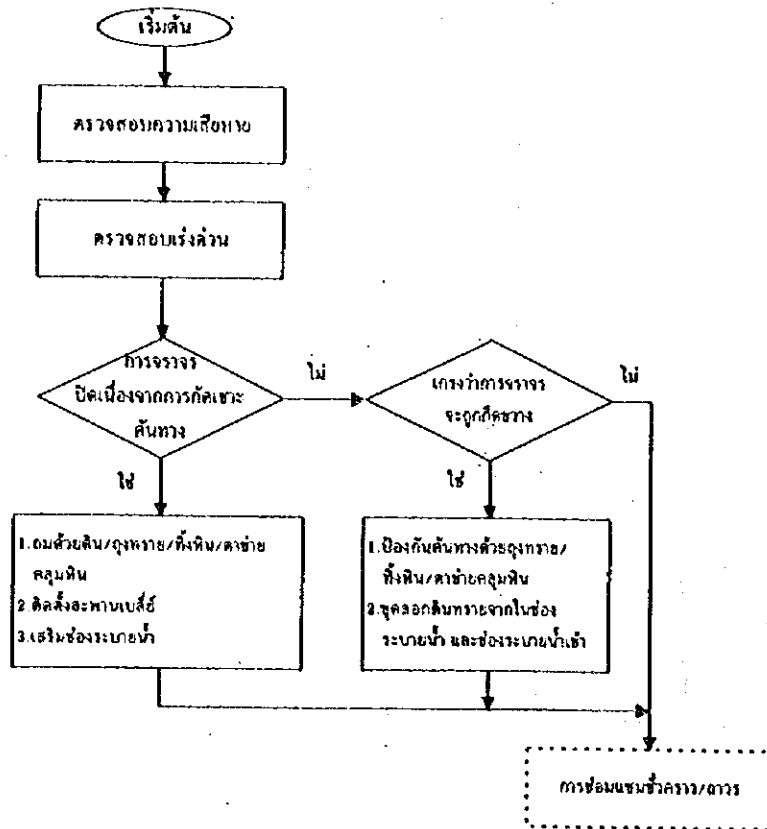 เริ่มต้น
ตรวจสอบความเสียหาย
ตรวจสอบเร่งด่วน
การจราจร
ปิดเนื่องจากการกัดเซาะ
คันทาง
ไม่
เกรงว่าการจราจร
จะถูกกีดขวาง
ไม่
ใช่
ใช่
1.ถมด้วยดิน/ถุงทราย/ทิ้งหิน/ตาข่าย
คลุมหิน
2.ติดตั้งสะพานเบลี่ย์
3.เสริมช่องระบายน้ำ
1.ป้องกันคันทางด้วยถุงทราย/
ทิ้งหิน/ตาข่ายคลุมหิน
2.ขุดลอกดินทรายจากในช่อง
ระบายน้ำ และช่องระบายน้ำเข้า
การซ่อมแซมชั่วคราว/ถาวร